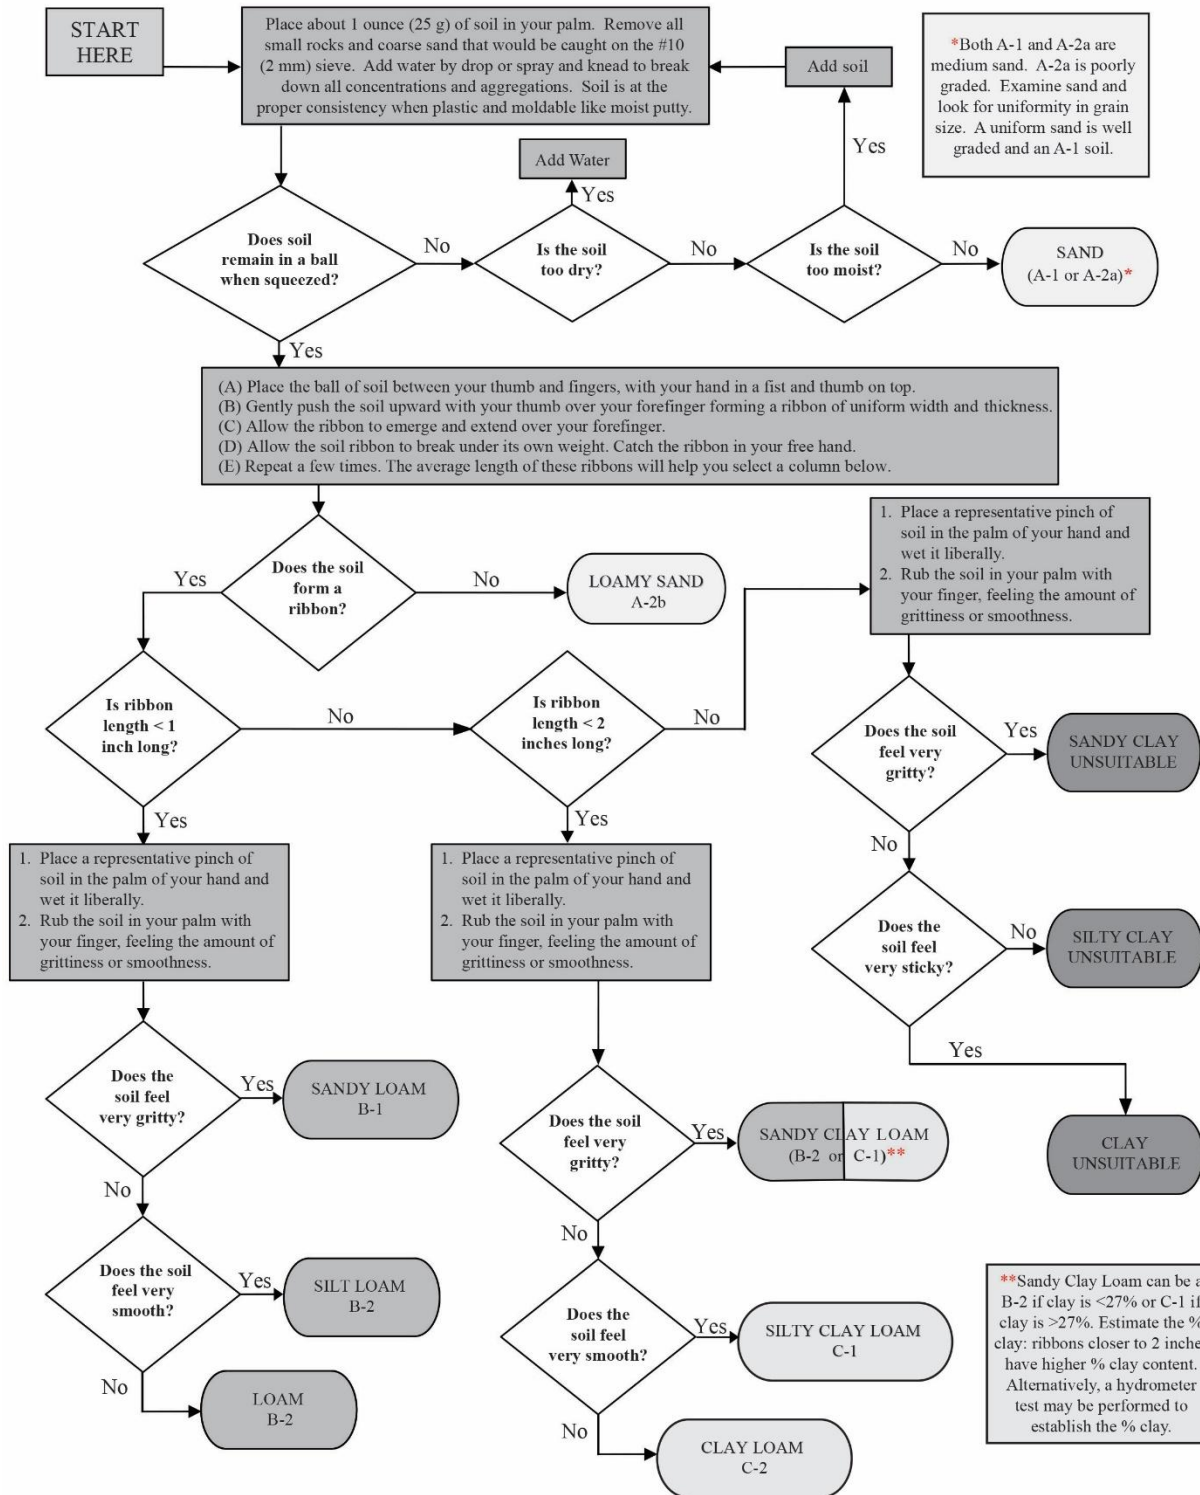 START
HERE
Place about 1 ounce (25 g) of soil in your palm. Remove all
small rocks and coarse sand that would be caught on the #10
(2 mm) sieve. Add water by drop or spray and knead to break
down all concentrations and aggregations. Soil is at the
proper consistency when plastic and moldable like moist putty.
Add soil
*Both A-1 and A-2a are
medium sand. A-2a is poorly
graded. Examine sand and
look for uniformity in grain
size. A uniform sand is well
graded and an A-1 soil.
Yes
Add Water
Yes
Does soil
remain in a ball
when squeezed?
No
Is the soil
too dry?
No
Is the soil
too moist?
No
SAND
(A-1 or A-2a)*
Yes
(A) Place the ball of soil between your thumb and fingers, with your hand in a fist and thumb on top.
(B) Gently push the soil upward with your thumb over your forefinger forming a ribbon of uniform width and thickness.
(C) Allow the ribbon to emerge and extend over your forefinger.
(D) Allow the soil ribbon to break under its own weight. Catch the ribbon in your free hand.
(E) Repeat a few times. The average length of these ribbons will help you select a column below.
1. Place a representative pinch of
soil in the palm of your hand and
wet it liberally.
2. Rub the soil in your palm with
your finger, feeling the amount of
grittiness or smoothness.
Yes
Does the soil
form a
ribbon?
No
LOAMY SAND
A-2b
Is ribbon
length < 1
inch long?
No
Is ribbon
length < 2
inches long?
No
Does the soil
feel very
gritty?
Yes
SANDY CLAY
UNSUITABLE
Yes
Yes
No
1. Place a representative pinch of
soil in the palm of your hand and
wet it liberally.
2. Rub the soil in your palm with
your finger, feeling the amount of
grittiness or smoothness.
1. Place a representative pinch of
soil in the palm of your hand and
wet it liberally.
2. Rub the soil in your palm with
your finger, feeling the amount of
grittiness or smoothness.
Does the
soil feel
very sticky?
No
SILTY CLAY
UNSUITABLE
Yes
CLAY
UNSUITABLE
Does the
soil feel
very gritty?
Yes
SANDY LOAM
B-1
Does the
soil feel very
gritty?
Yes
SANDY CLAY LOAM
(B-2 or C-1)**
No
No
Does the soil
feel very
smooth?
Yes
SILT LOAM
B-2
Does the
soil feel
very smooth?
Yes
SILTY CLAY LOAM
C-1
**Sandy Clay Loam can be a
B-2 if clay is <27% or C-1 if
clay is >27%. Estimate the %
clay: ribbons closer to 2 inche
have higher % clay content.
Alternatively, a hydrometer
test may be performed to
establish the % clay.
No
LOAM
B-2
No
CLAY LOAM
C-2